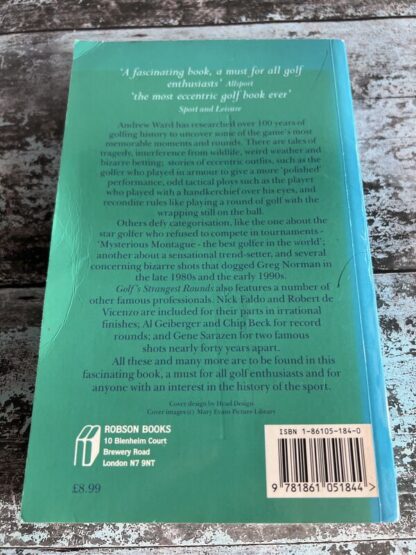 'A fascinating book, a must for all golf
enthusiasts' Allsport
'the most eccentric golf book ever'
Sport and Leisure
Andrew Ward has researched over 100 years of
golfing history to uncover some of the game's most
memorable moments and rounds. There are tales of
tragedy, interference from wildlife, weird weather and
bizarre betting; stories of eccentric outfits, such as the
golfer who played in armour to give a more 'polished'
performance, odd tactical ploys such as the player
who played with a handkerchief over his eyes, and
recondite rules like playing a round of golf with the
wrapping still on the ball.
Others defy categorisation, like the one about the
star golfer who refused to compete in tournaments -
'Mysterious Montague - the best golfer in the world';
another about a sensational trend-setter, and several
concerning bizarre shots that dogged Greg Norman in
the late 1980s and the early 1990s.
Golf's Strangest Rounds also features a number of
other famous professionals. Nick Faldo and Robert de
Vicenzo are included for their parts in irrational
finishes; Al Geiberger and Chip Beck for record
rounds; and Gene Sarazen for two famous
shots nearly forty years apart.
All these and many more are to be found in this
fascinating book, a must for all golf enthusiasts and for
anyone with an interest in the history of the sport.
Cover design by Head Design
Cover images (c) Mary Evans Picture Library
ROBSON BOOKS
10 Blenheim Court
Brewery Road
London N7 9NT
£8.99
ISBN 1-86105-184-0
9 781861 051844 >